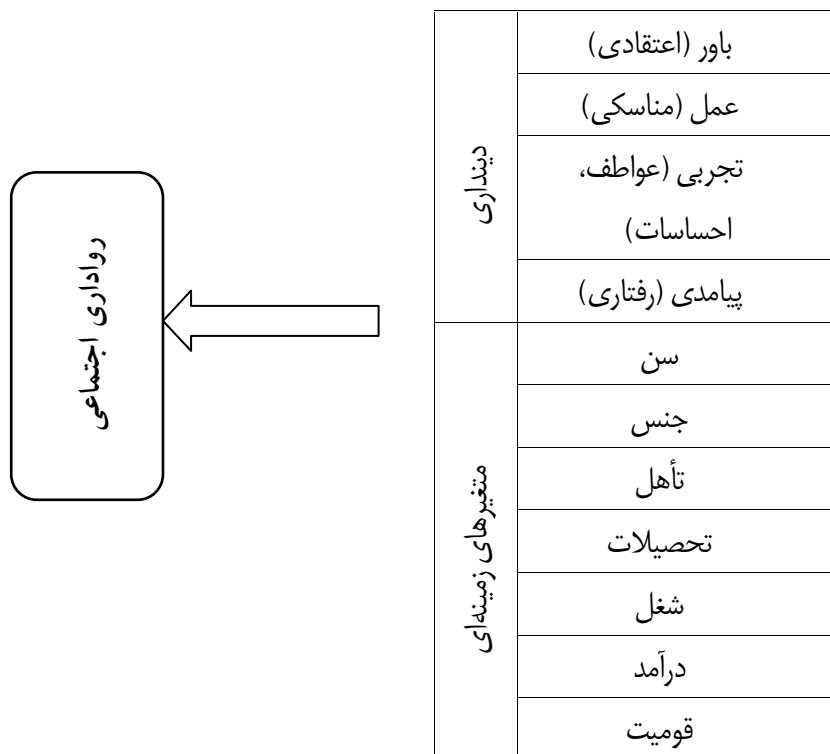 باور (اعتقادی)
عمل (مناسکی)
تجربی (عواطف،
احساسات)
پیامدی (رفتاری)
دینداری
سن
جنس
تأهل
تحصیلات
شغل
درآمد
قومیت
متغیرهای زمینه‌ای
رواداری اجتماعی